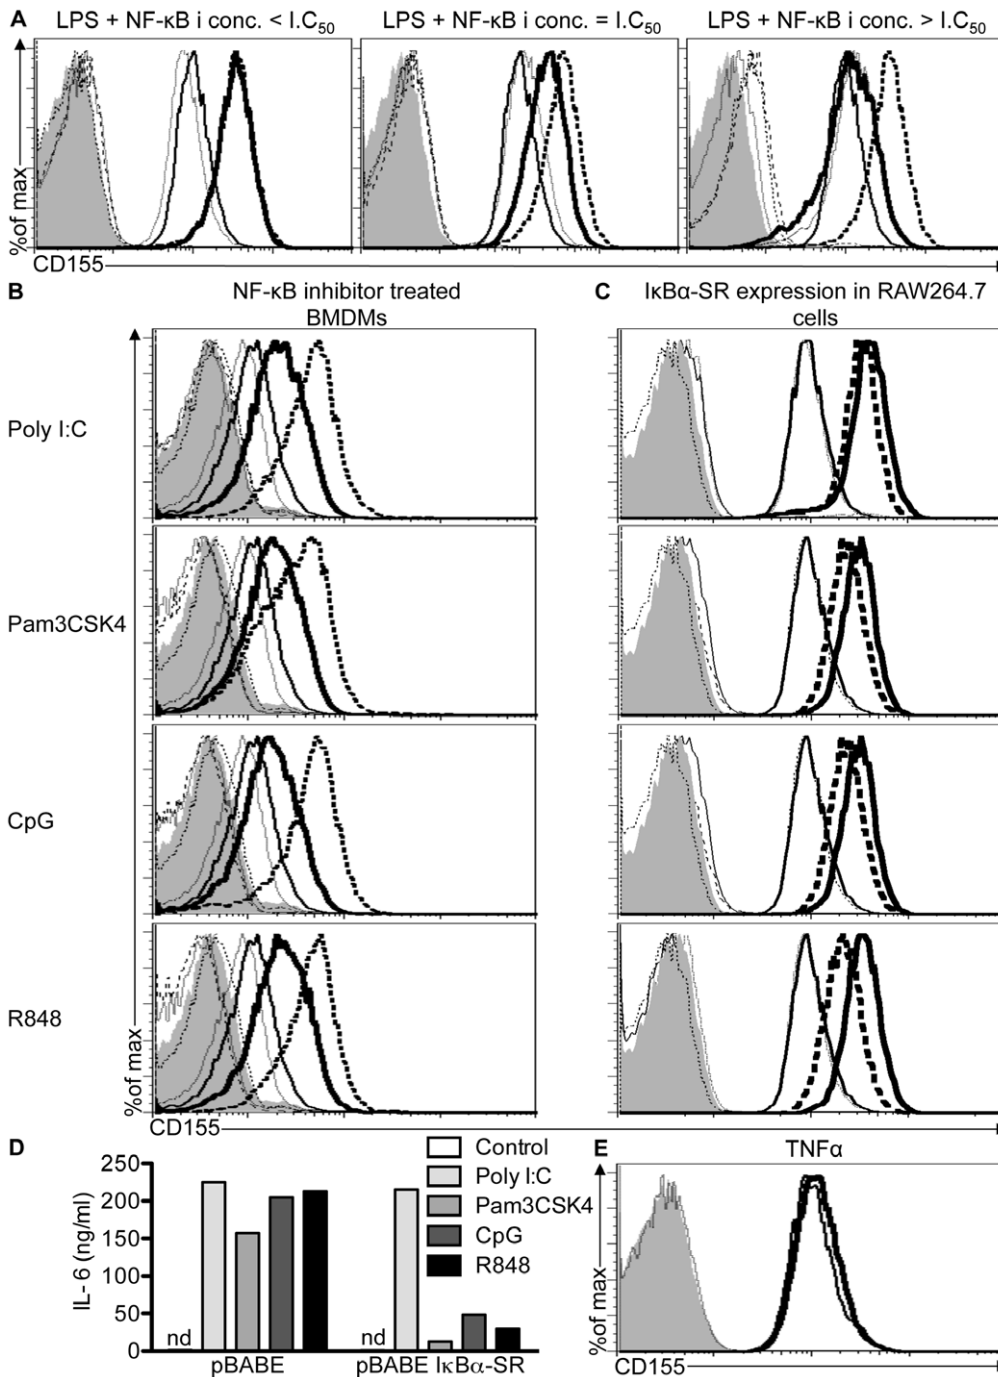 A
LPS + NF-κB i conc. < I.C50
LPS + NF-κB i conc. = I.C50
LPS + NF-κB i conc. > I.C50
%of max
CD155
B
NF-κB inhibitor treated
BMDMs
C
IκBα-SR expression in RAW264.7
cells
Poly I:C
Pam3CSK4
CpG
R848
%of max
CD155
D
IL- 6 (ng/ml)
250
200
150
100
50
0
nd
nd
pBABE
pBABE IκBα-SR
Control
Poly I:C
Pam3CSK4
CpG
R848
E
TNFα
%of max
CD155